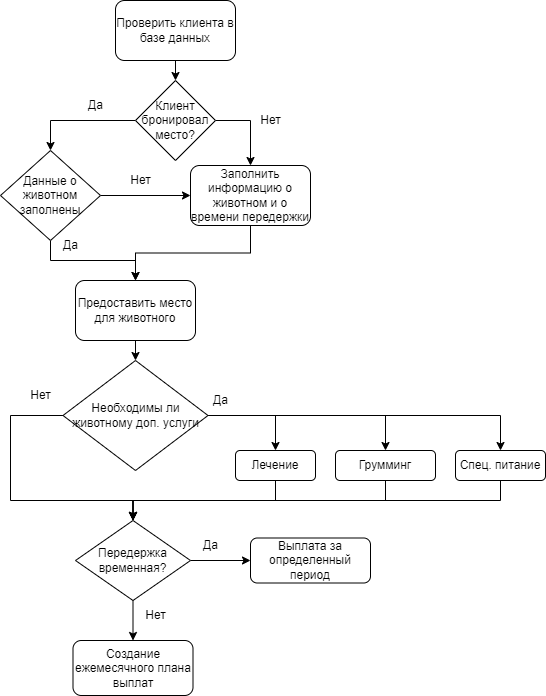 Проверить клиента в
базе данных
Да
Клиент
бронировал
место?
Нет
Данные о
животном
заполнены
Нет
Заполнить
информацию о
животном и о
времени передержки
Да
Предоставить место
для животного
Нет
Необходимы ли
животному доп. услуги
Да
Лечение
Грумминг
Спец. питание
Передержка
временная?
Да
Выплата за
определенный
период
Нет
Создание
ежемесячного плана
выплат